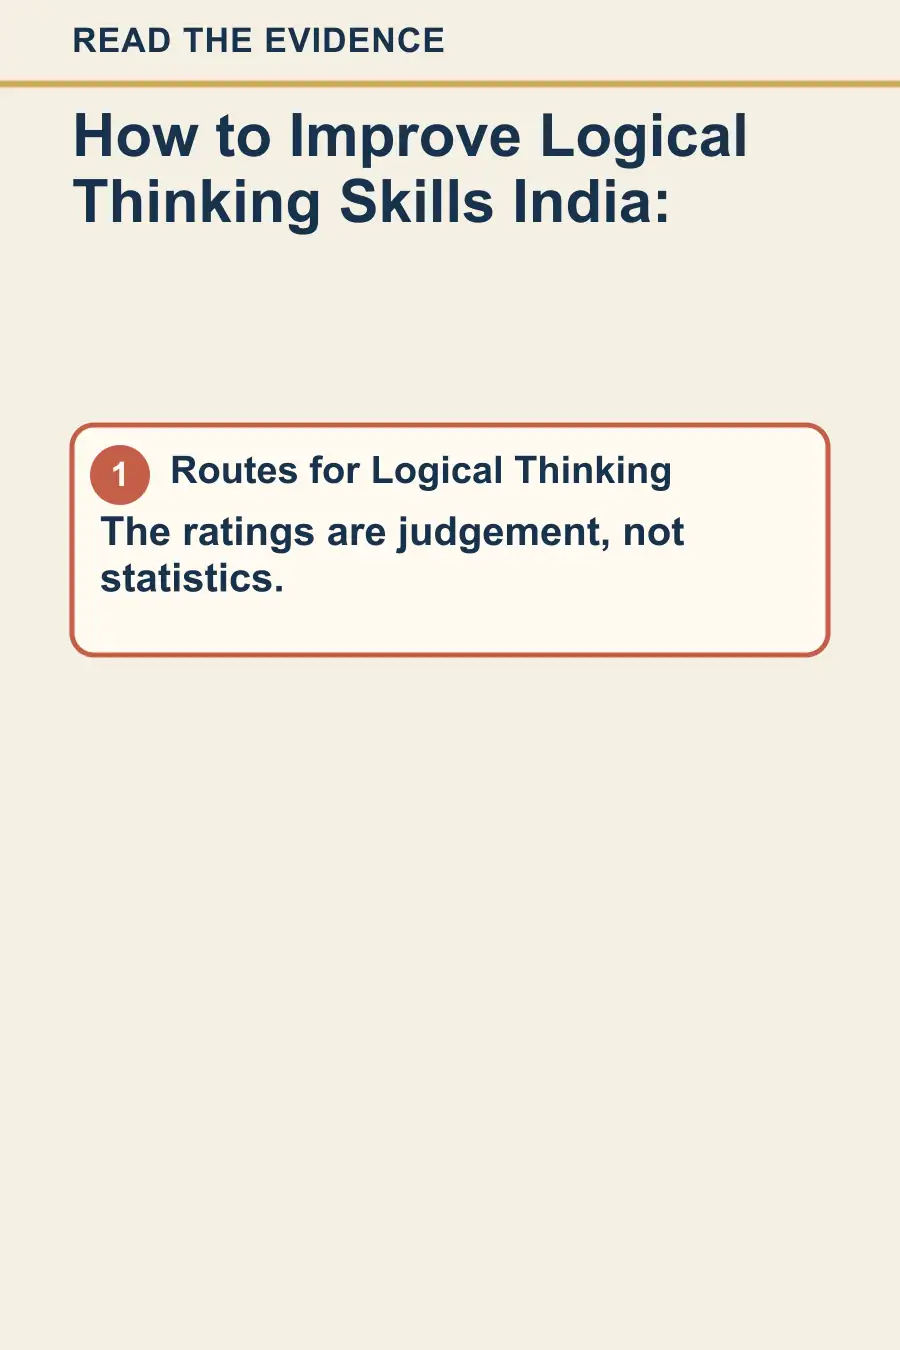 READ THE EVIDENCE
How to Improve Logical
Thinking Skills India:
1 Routes for Logical Thinking
The ratings are judgement, not
statistics.